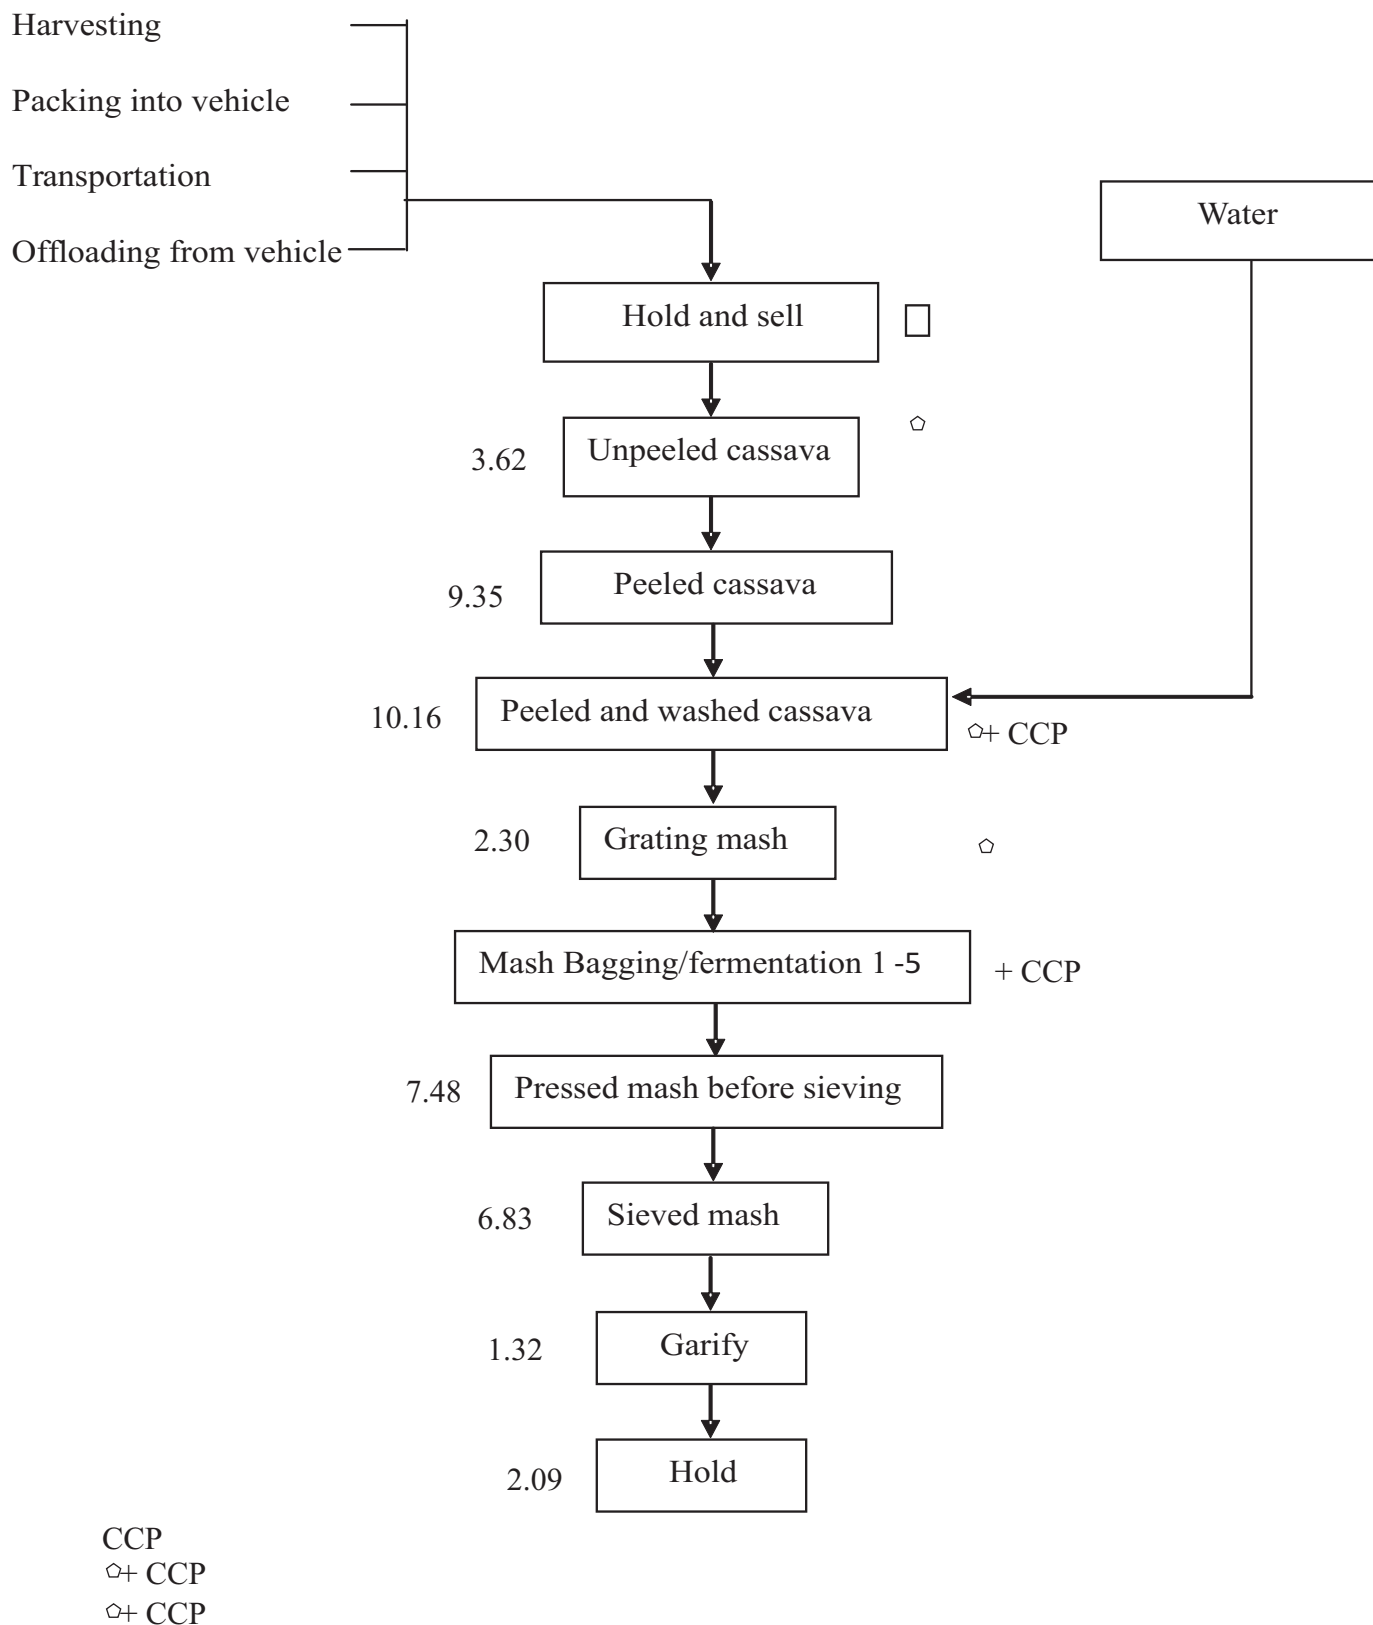 Harvesting
Packing into vehicle
Transportation
Offloading from vehicle
Water
Hold and sell
3.62 Unpeeled cassava
9.35 Peeled cassava
10.16 Peeled and washed cassava
+ CCP
2.30 Grating mash
Mash Bagging/fermentation 1 -5 + CCP
7.48 Pressed mash before sieving
6.83 Sieved mash
1.32 Garify
2.09 Hold
CCP
+ CCP
+ CCP